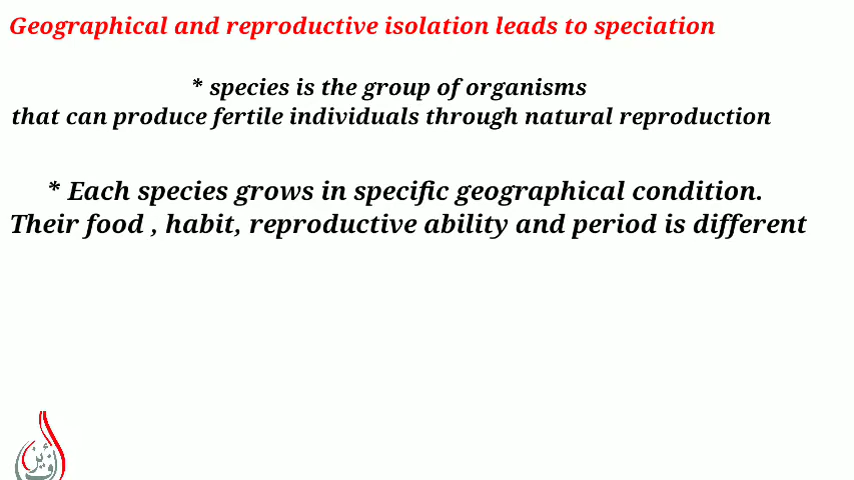 Geographical and reproductive isolation leads to speciation
* species is the group of organisms
that can produce fertile individuals through natural reproduction
* Each species grows in specific geographical condition.
Their food , habit, reproductive ability and period is different